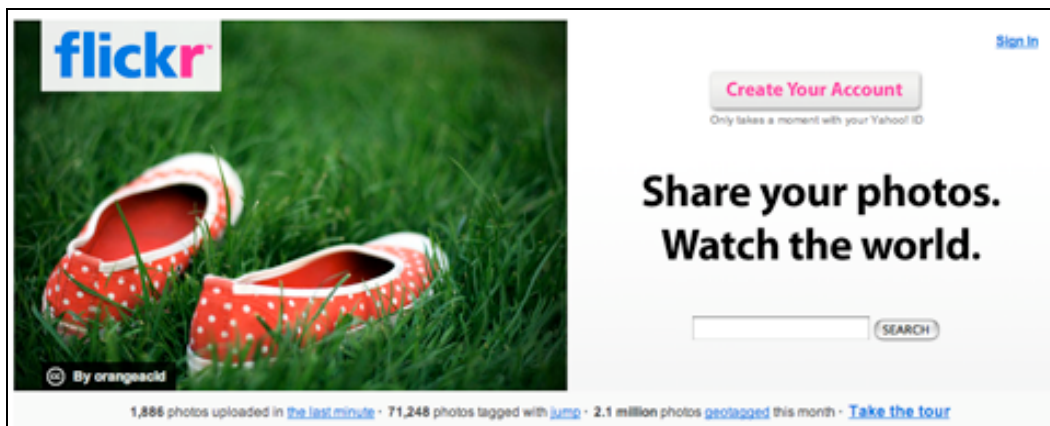 flickr™
Sign In
Create Your Account
Only takes a moment with your Yahoo! ID
Share your photos.
Watch the world.
SEARCH
cc By orangeacid
1,886 photos uploaded in the last minute · 71,248 photos tagged with jump · 2.1 million photos geotagged this month · Take the tour